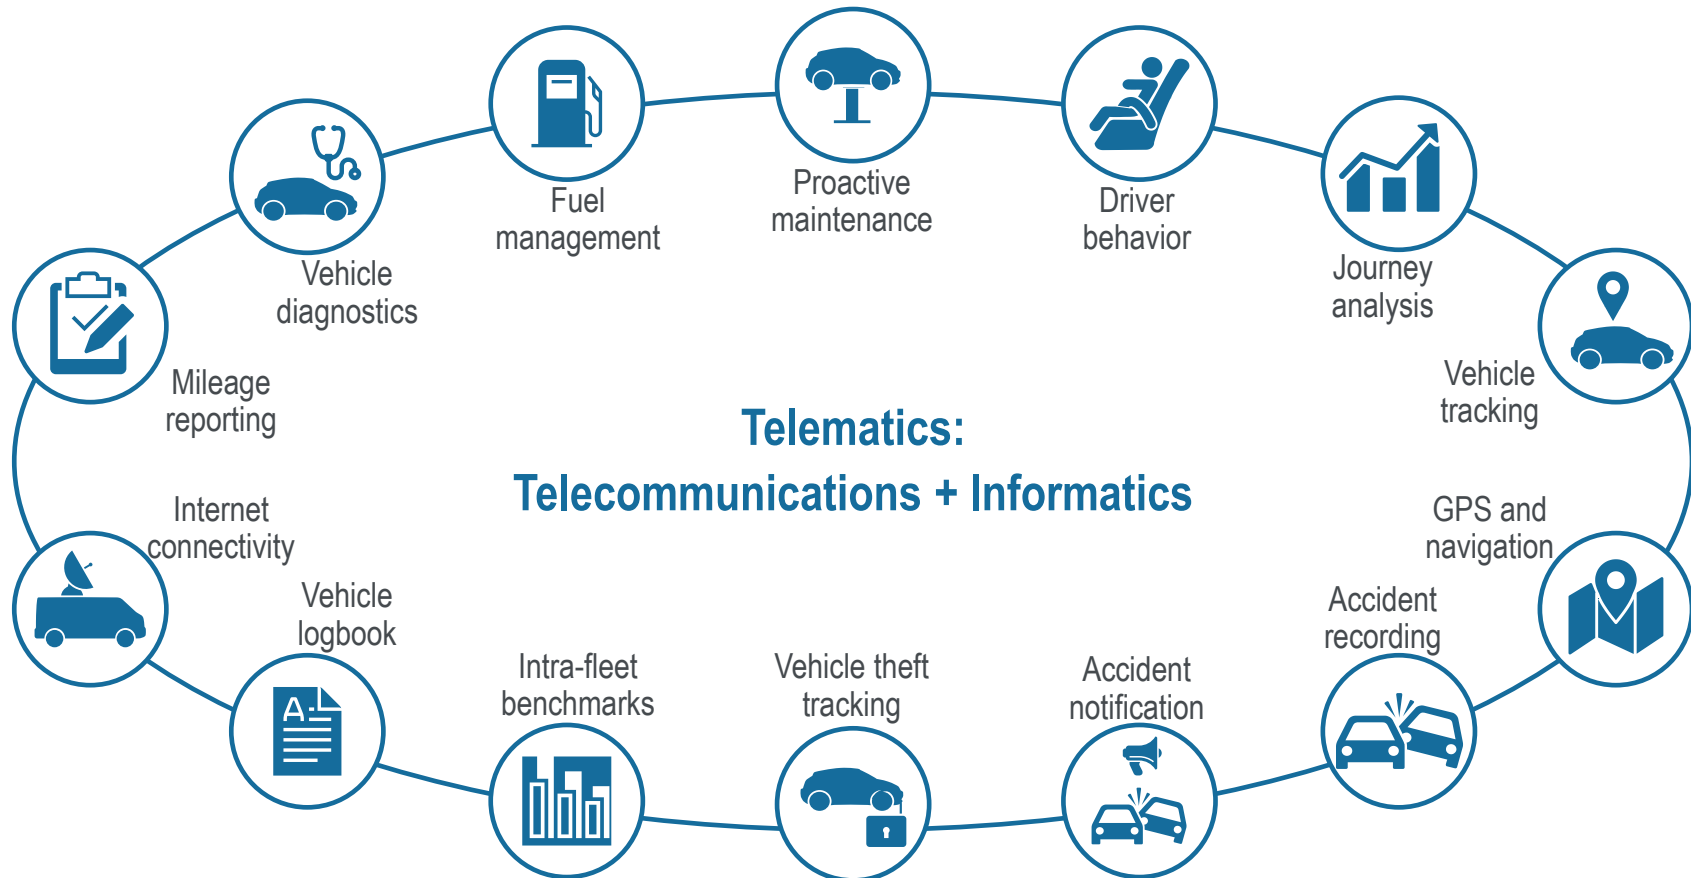 Fuel
management
Proactive
maintenance
Driver
behavior
Vehicle
diagnostics
Journey
analysis
Mileage
reporting
Vehicle
tracking
Telematics:
Telecommunications + Informatics
Internet
connectivity
GPS and
navigation
Vehicle
logbook
Accident
recording
Intra-fleet
benchmarks
Vehicle theft
tracking
Accident
notification
A